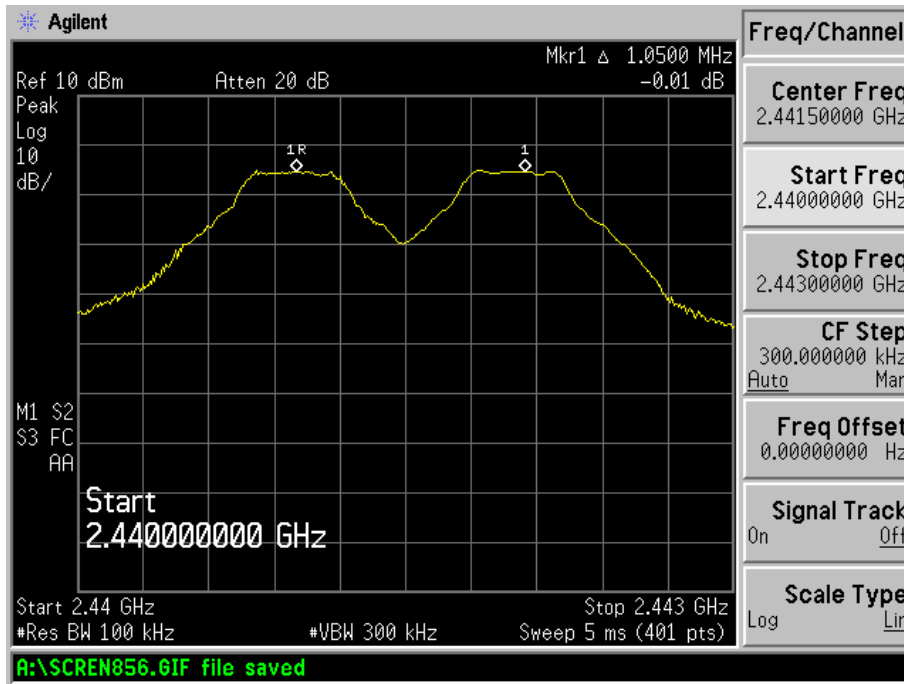 Agilent
Freq/Channel
Mkr1 Δ 1.0500 MHz
Ref 10 dBm Atten 20 dB -0.01 dB
Peak
Log
10
dB/
1R
1
Center Freq
2.44150000 GHz
Start Freq
2.44000000 GHz
Stop Freq
2.44300000 GHz
CF Step
300.000000 kHz
Auto Man
M1 S2
S3 FC
AA
Freq Offset
0.00000000 Hz
Start
2.440000000 GHz
Signal Track
On Off
Scale Type
Log Lin
Start 2.44 GHz Stop 2.443 GHz
#Res BW 100 kHz #VBW 300 kHz Sweep 5 ms (401 pts)
A:\SCREN856.GIF file saved